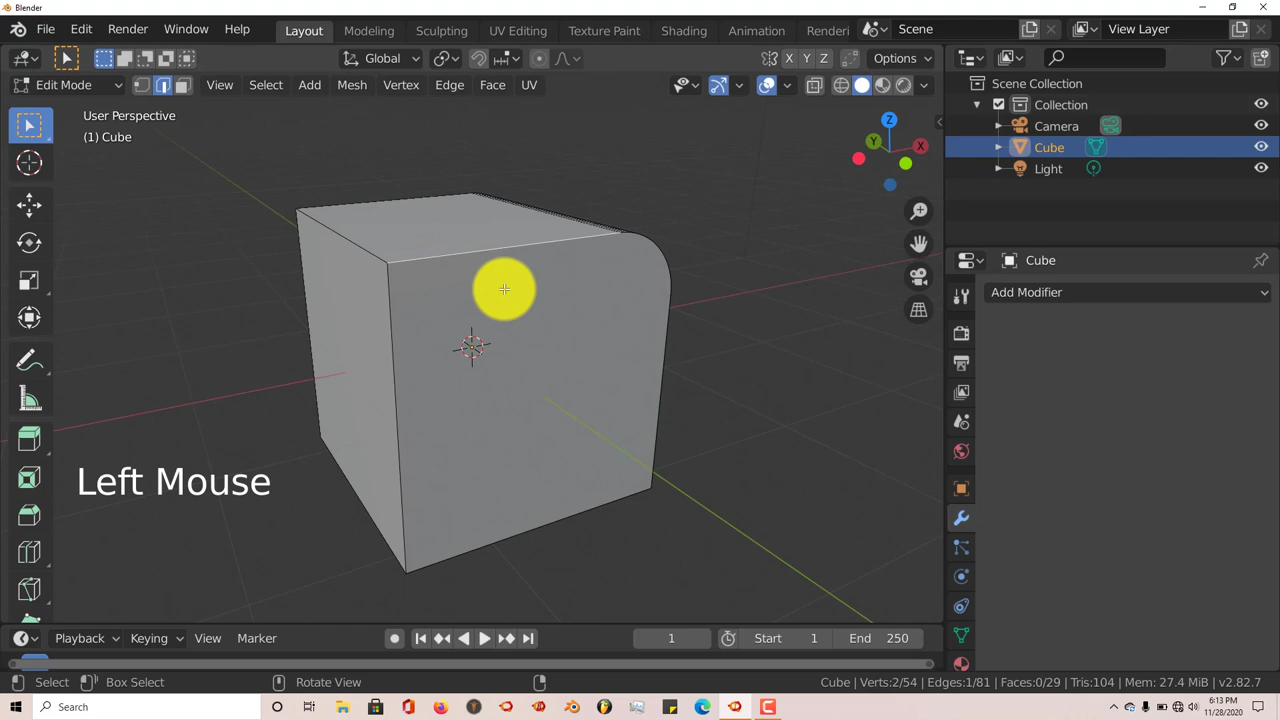 Blender
File Edit Render Window Help
Layout Modeling Sculpting UV Editing Texture Paint Shading Animation Renderi
Scene
View Layer
Global
X Y Z
Options
Edit Mode
View Select Add Mesh Vertex Edge Face UV
User Perspective
(1) Cube
Z
Y
X
Scene Collection
Collection
Camera
Cube
Light
Cube
Add Modifier
Left Mouse
Playback Keying View Marker
1
Start 1
End 250
Select
Box Select
Rotate View
Cube | Verts:2/54 | Edges:1/81 | Faces:0/29 | Tris:104 | Mem: 27.4 MiB | v2.82.7
Search
6:13 PM
11/28/2020